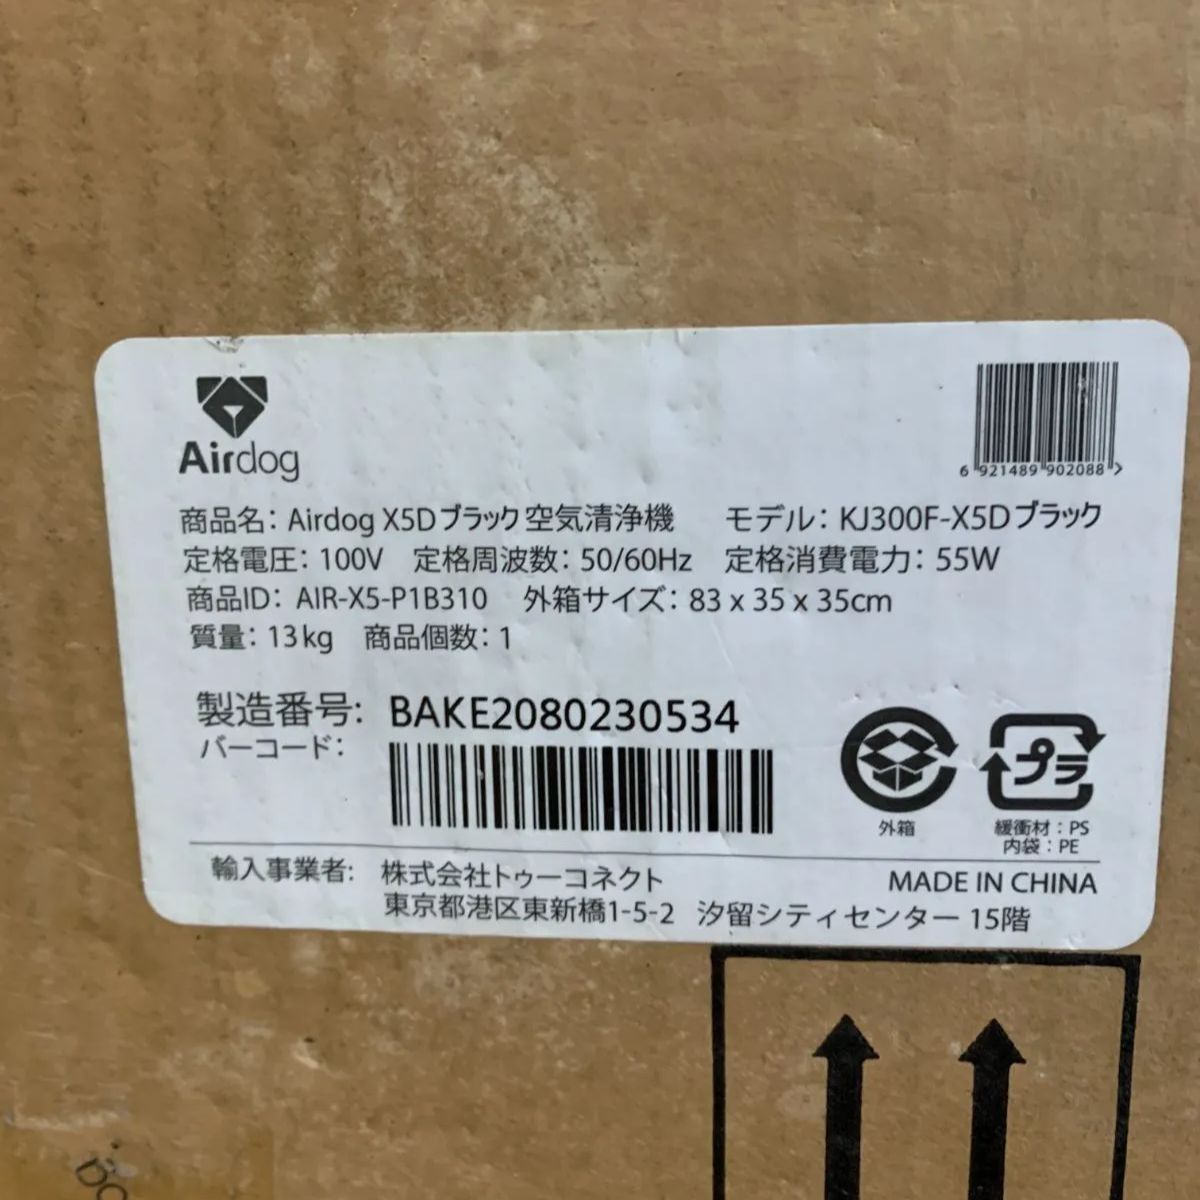 Airdog
6 921489 902088 >
商品名: Airdog X5Dブラック 空気清浄機 モデル: KJ300F-X5Dブラック
定格電圧: 100V 定格周波数: 50/60Hz 定格消費電力: 55W
商品ID: AIR-X5-P1B310 外箱サイズ: 83 x 35 x 35cm
質量: 13kg 商品個数: 1
製造番号: BAKE2080230534
バーコード:
プラ
外箱
緩衝材:PS
内袋:PE
輸入事業者: 株式会社トゥーコネクト
MADE IN CHINA
東京都港区東新橋1-5-2 汐留シティセンター 15階